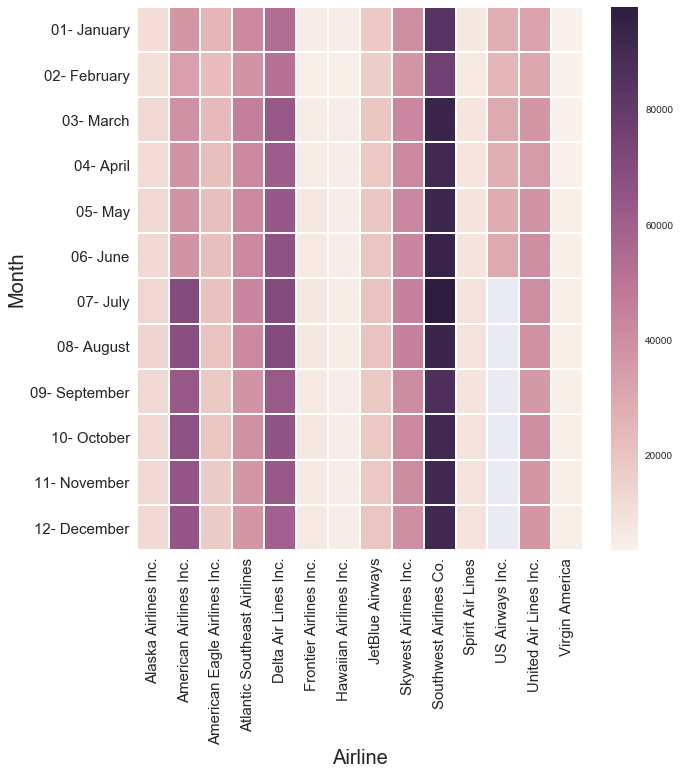 01- January
02- February
03- March
04- April
05- May
06- June
07- July
08- August
09- September
10- October
11- November
12- December
Month
80000
60000
40000
20000
Alaska Airlines Inc.
American Airlines Inc.
American Eagle Airlines Inc.
Atlantic Southeast Airlines
Delta Air Lines Inc.
Frontier Airlines Inc.
Hawaiian Airlines Inc.
JetBlue Airways
Skywest Airlines Inc.
Southwest Airlines Co.
Spirit Air Lines
US Airways Inc.
United Air Lines Inc.
Virgin America
Airline